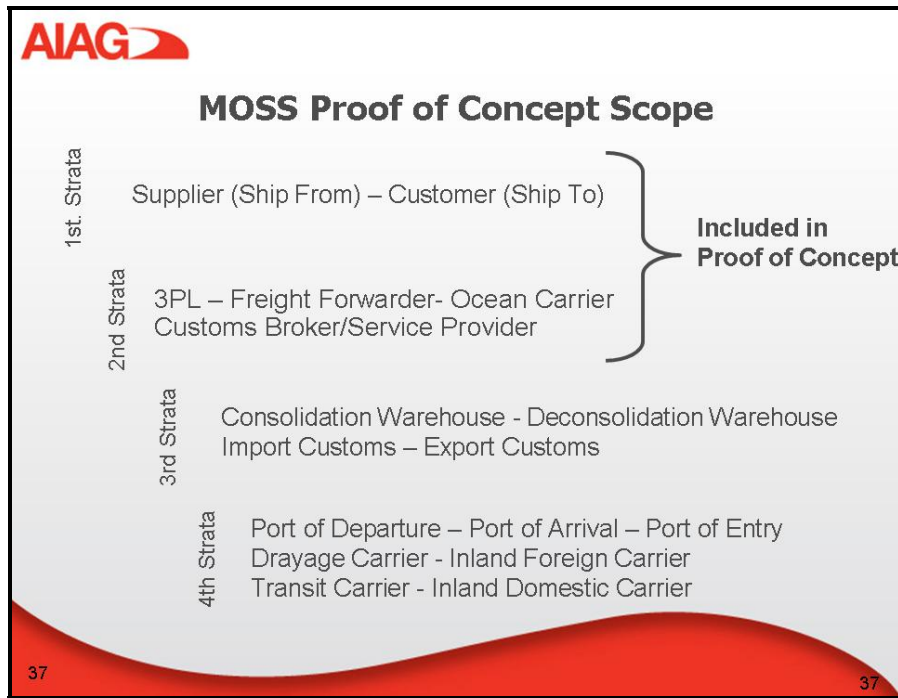 AIAG
MOSS Proof of Concept Scope
1st. Strata
Supplier (Ship From) – Customer (Ship To)
Included in
Proof of Concept
2nd Strata
3PL – Freight Forwarder- Ocean Carrier
Customs Broker/Service Provider
3rd Strata
Consolidation Warehouse - Deconsolidation Warehouse
Import Customs – Export Customs
4th Strata
Port of Departure – Port of Arrival – Port of Entry
Drayage Carrier - Inland Foreign Carrier
Transit Carrier - Inland Domestic Carrier
37
37